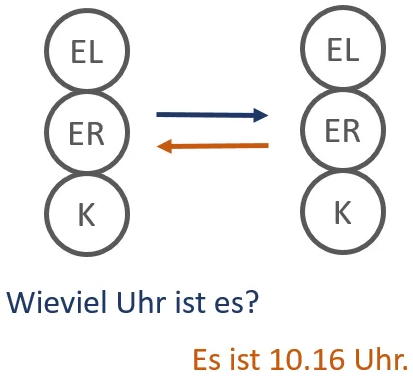 EL EL
ER ER
K K
Wieviel Uhr ist es?
Es ist 10.16 Uhr.